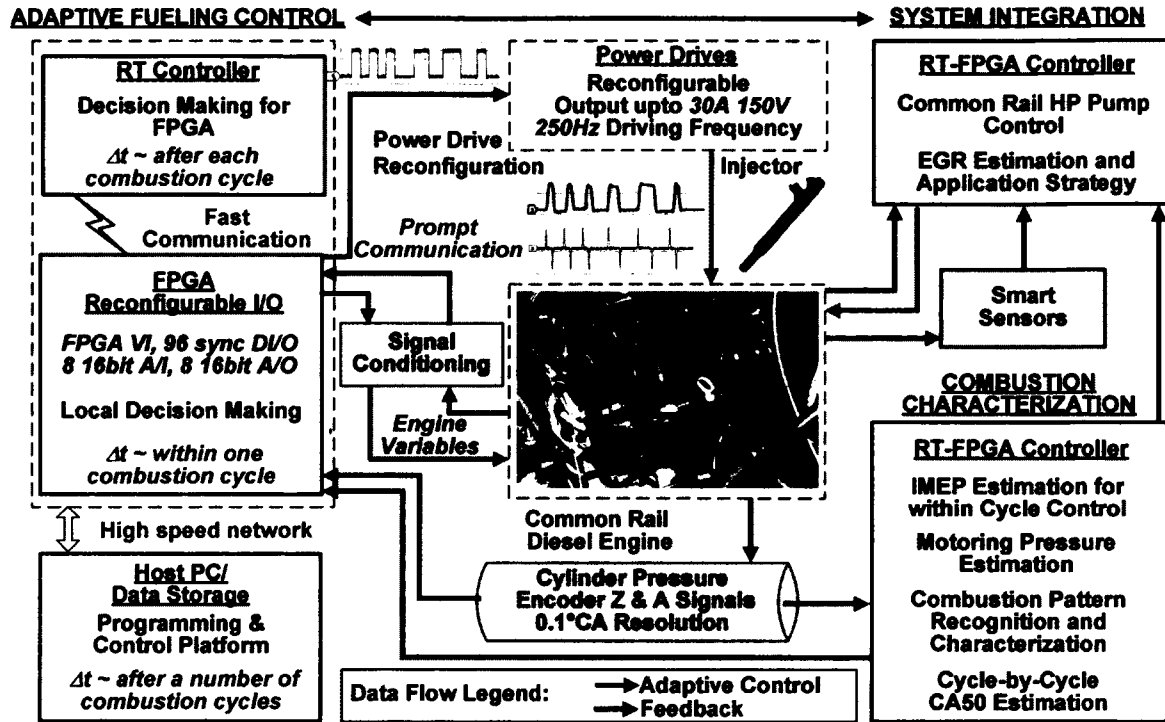 ADAPTIVE FUELING CONTROL
SYSTEM INTEGRATION
RT Controller
Decision Making for
FPGA
Δt ~ after each
combustion cycle
Fast
Communication
FPGA
Reconfigurable I/O
FPGA VI, 96 sync DI/O
8 16bit A/I, 8 16bit A/O
Local Decision Making
Δt ~ within one
combustion cycle
High speed network
Host PC/
Data Storage
Programming &
Control Platform
Δt ~ after a number of
combustion cycles
Power Drives
Reconfigurable
Output upto 30A 150V
250Hz Driving Frequency
Power Drive
Reconfiguration
Injector
Prompt
Communication
Signal
Conditioning
Engine
Variables
Common Rail
Diesel Engine
Cylinder Pressure
Encoder Z & A Signals
0.1°CA Resolution
Data Flow Legend:
Adaptive Control
Feedback
RT-FPGA Controller
Common Rail HP Pump
Control
EGR Estimation and
Application Strategy
Smart
Sensors
COMBUSTION
CHARACTERIZATION
RT-FPGA Controller
IMEP Estimation for
within Cycle Control
Motoring Pressure
Estimation
Combustion Pattern
Recognition and
Characterization
Cycle-by-Cycle
CA50 Estimation